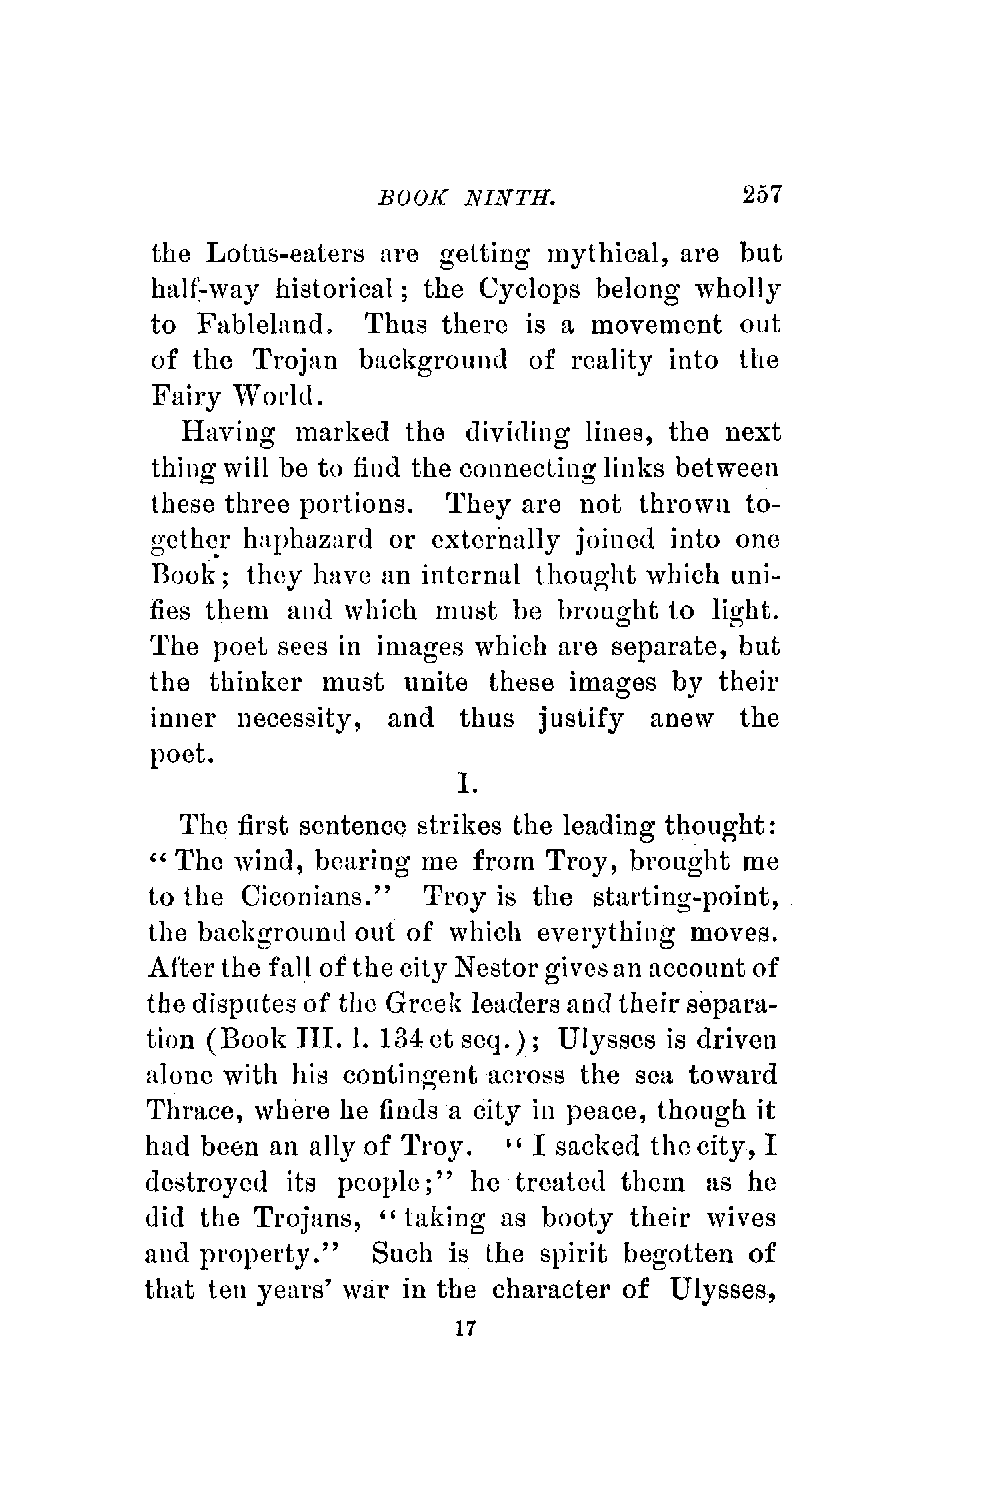 BOOK NINTH. 257
the Lotus-eaters are getting mythical, are but
half-way historical; the Cyclops belong wholly
to Fableland. Thus there is a movement out
of the Trojan background of reality into the
Fairy World.
Having marked the dividing lines, the next
thing will be to find the connecting links between
these three portions. They are not thrown to-
gether haphazard or externally joined into one
Book; they have an internal thought which uni-
fies them and which must be brought to light.
The poet sees in images which are separate, but
the thinker must unite these images by their
inner necessity, and thus justify anew the
poet.
I.
The first sentence strikes the leading thought:
“The wind, bearing me from Troy, brought me
to the Ciconians.” Troy is the starting-point,
the background out of which everything moves.
After the fall of the city Nestor gives an account of
the disputes of the Greek leaders and their separa-
tion (Book III. l. 134 et seq.); Ulysses is driven
alone with his contingent across the sea toward
Thrace, where he finds a city in peace, though it
had been an ally of Troy. “I sacked the city, I
destroyed its people;” he treated them as he
did the Trojans, “taking as booty their wives
and property.” Such is the spirit begotten of
that ten years’ war in the character of Ulysses,
17